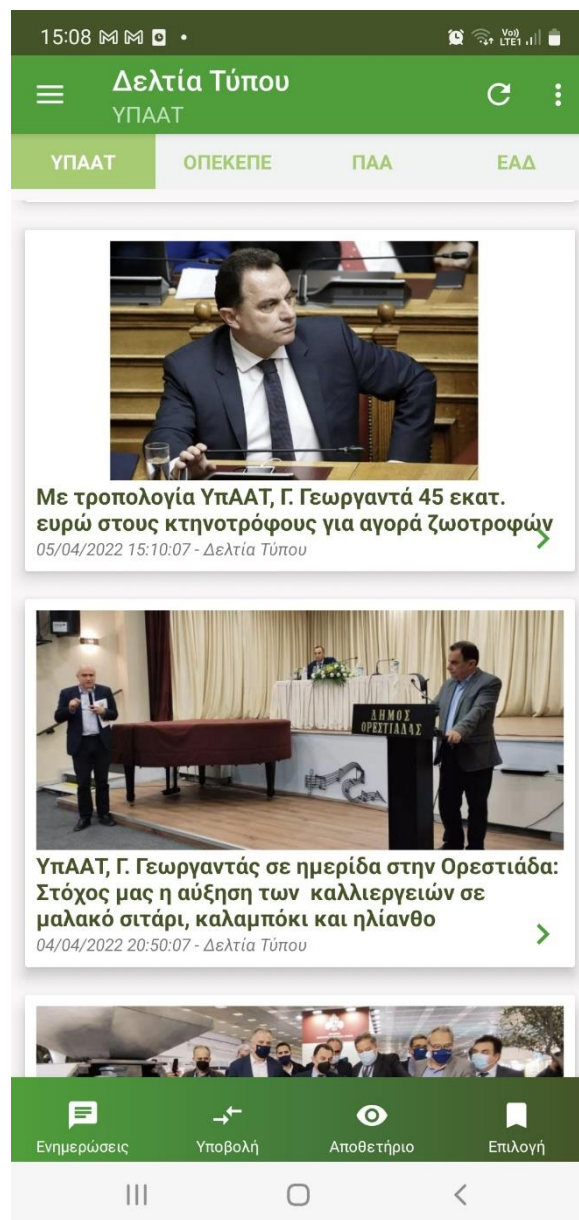 15:08
Vo)) LTE1
Δελτία Τύπου
ΥΠΑΑΤ
ΥΠΑΑΤ ΟΠΕΚΕΠΕ ΠΑΑ ΕΑΔ
Με τροπολογία ΥπΑΑΤ, Γ. Γεωργαντά 45 εκατ.
ευρώ στους κτηνοτρόφους για αγορά ζωοτροφών
05/04/2022 15:10:07 - Δελτία Τύπου
ΔΗΜΟΣ
ΟΡΕΣΤΙΑΔΑΣ
ΥπΑΑΤ, Γ. Γεωργαντάς σε ημερίδα στην Ορεστιάδα:
Στόχος μας η αύξηση των καλλιεργειών σε
μαλακό σιτάρι, καλαμπόκι και ηλίανθο
04/04/2022 20:50:07 - Δελτία Τύπου
Ενημερώσεις Υποβολή Αποθετήριο Επιλογή